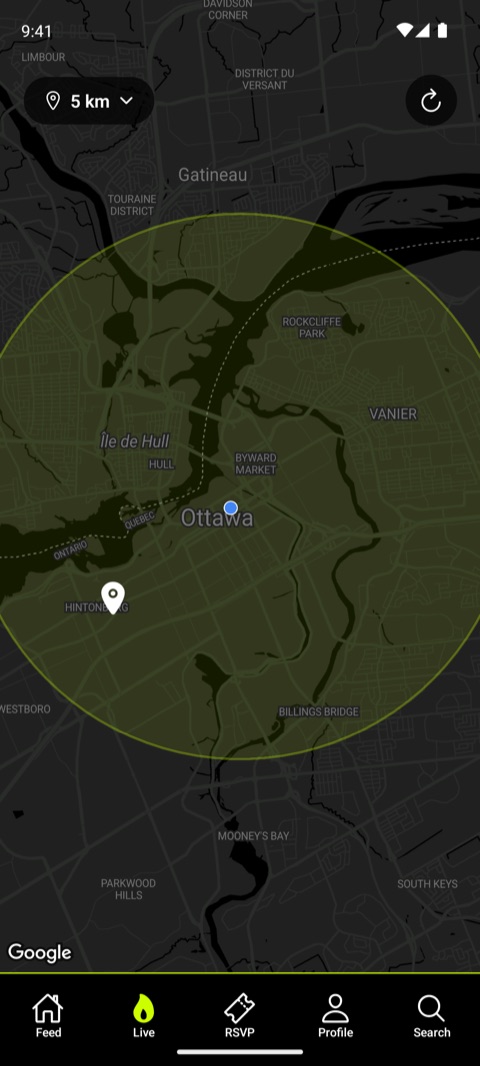 DAVIDSON
CORNER
9:41
LIMBOUR
DISTRICT DU
VERSANT
5 km
Gatineau
TOURAINE
DISTRICT
ROCKCLIFFE
PARK
VANIER
Île de Hull
HULL
BYWARD
MARKET
Ottawa
QUEBEC
ONTARIO
WESTBORO
BILLINGS BRIDGE
MOONEY'S BAY
PARKWOOD
HILLS
SOUTH KEYS
Google
Feed
Live
RSVP
Profile
Search